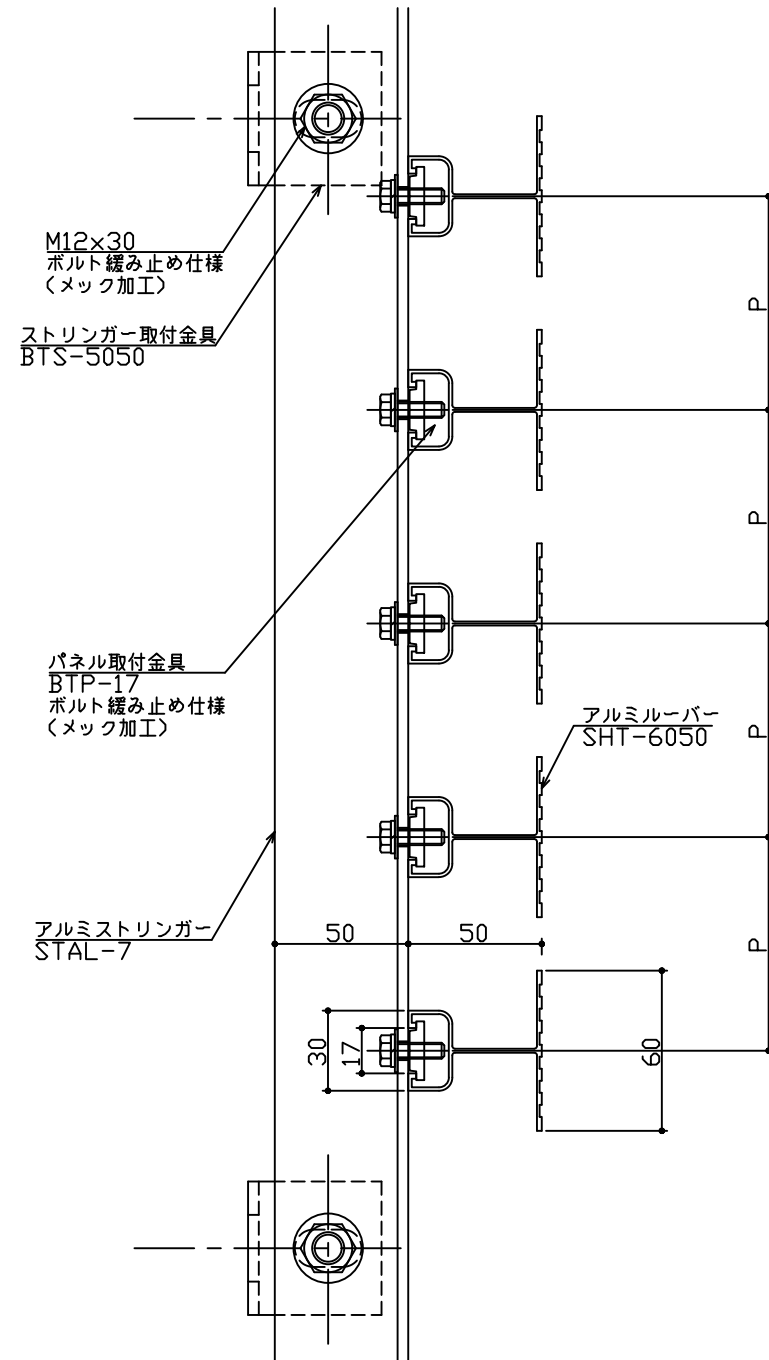 M12×30
ボルト緩み止め仕様
(メック加工)
ストリンガー取付金具
BTS-5050
P
P
パネル取付金具
BTP-17
ボルト緩み止め仕様
(メック加工)
アルミルーバー
SHT-6050
P
アルミストリンガー
STAL-7
50
50
P
30
17
60